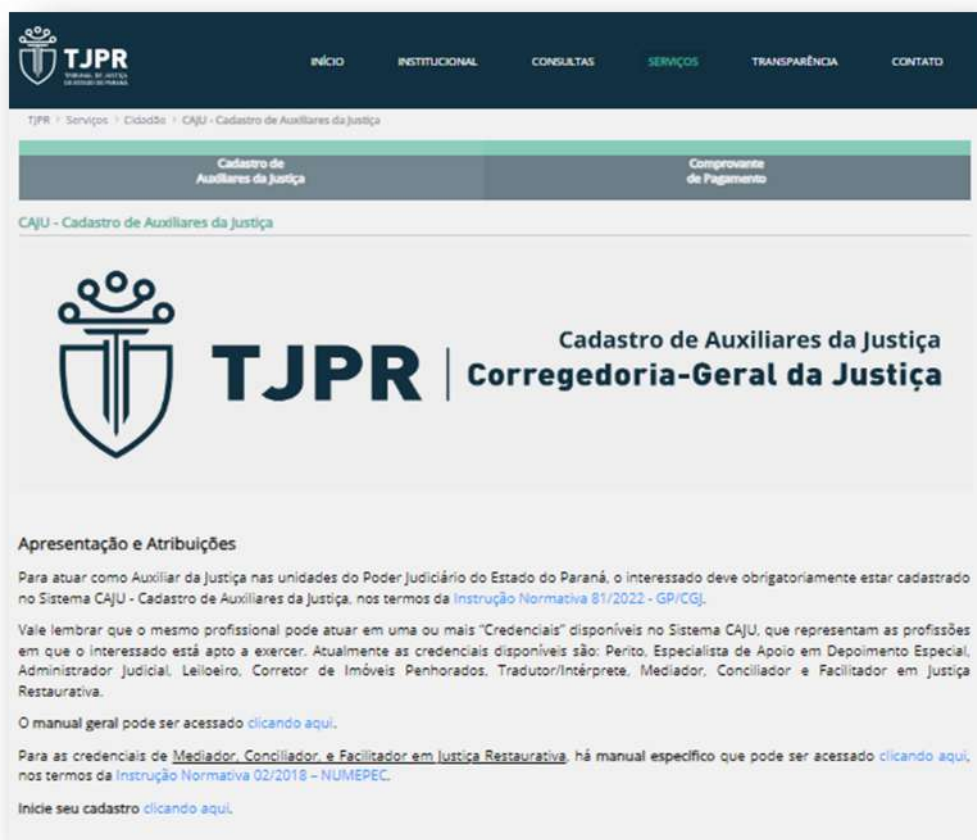 TJPR
TRIBUNAL DE JUSTIÇA
DO ESTADO DO PARANÁ
INÍCIO INSTITUCIONAL CONSULTAS SERVIÇOS TRANSPARÊNCIA CONTATO
TJPR > Serviços > Cidadão > CAJU - Cadastro de Auxiliares da Justiça
Cadastro de
Auxiliares da Justiça
Comprovante
de Pagamento
CAJU - Cadastro de Auxiliares da Justiça
TJPR
Cadastro de Auxiliares da Justiça
Corregedoria-Geral da Justiça
Apresentação e Atribuições
Para atuar como Auxiliar da Justiça nas unidades do Poder Judiciário do Estado do Paraná, o interessado deve obrigatoriamente estar cadastrado
no Sistema CAJU - Cadastro de Auxiliares da Justiça, nos termos da Instrução Normativa 81/2022 - GP/CGJ.
Vale lembrar que o mesmo profissional pode atuar em uma ou mais “Credenciais” disponíveis no Sistema CAJU, que representam as profissões
em que o interessado está apto a exercer. Atualmente as credenciais disponíveis são: Perito, Especialista de Apoio em Depoimento Especial,
Administrador Judicial, Leiloeiro, Corretor de Imóveis Penhorados, Tradutor/Intérprete, Mediador, Conciliador e Facilitador em Justiça
Restaurativa.
O manual geral pode ser acessado clicando aqui.
Para as credenciais de Mediador, Conciliador, e Facilitador em Justiça Restaurativa, há manual específico que pode ser acessado clicando aqui,
nos termos da Instrução Normativa 02/2018 – NUMEPEC.
Inicie seu cadastro clicando aqui.